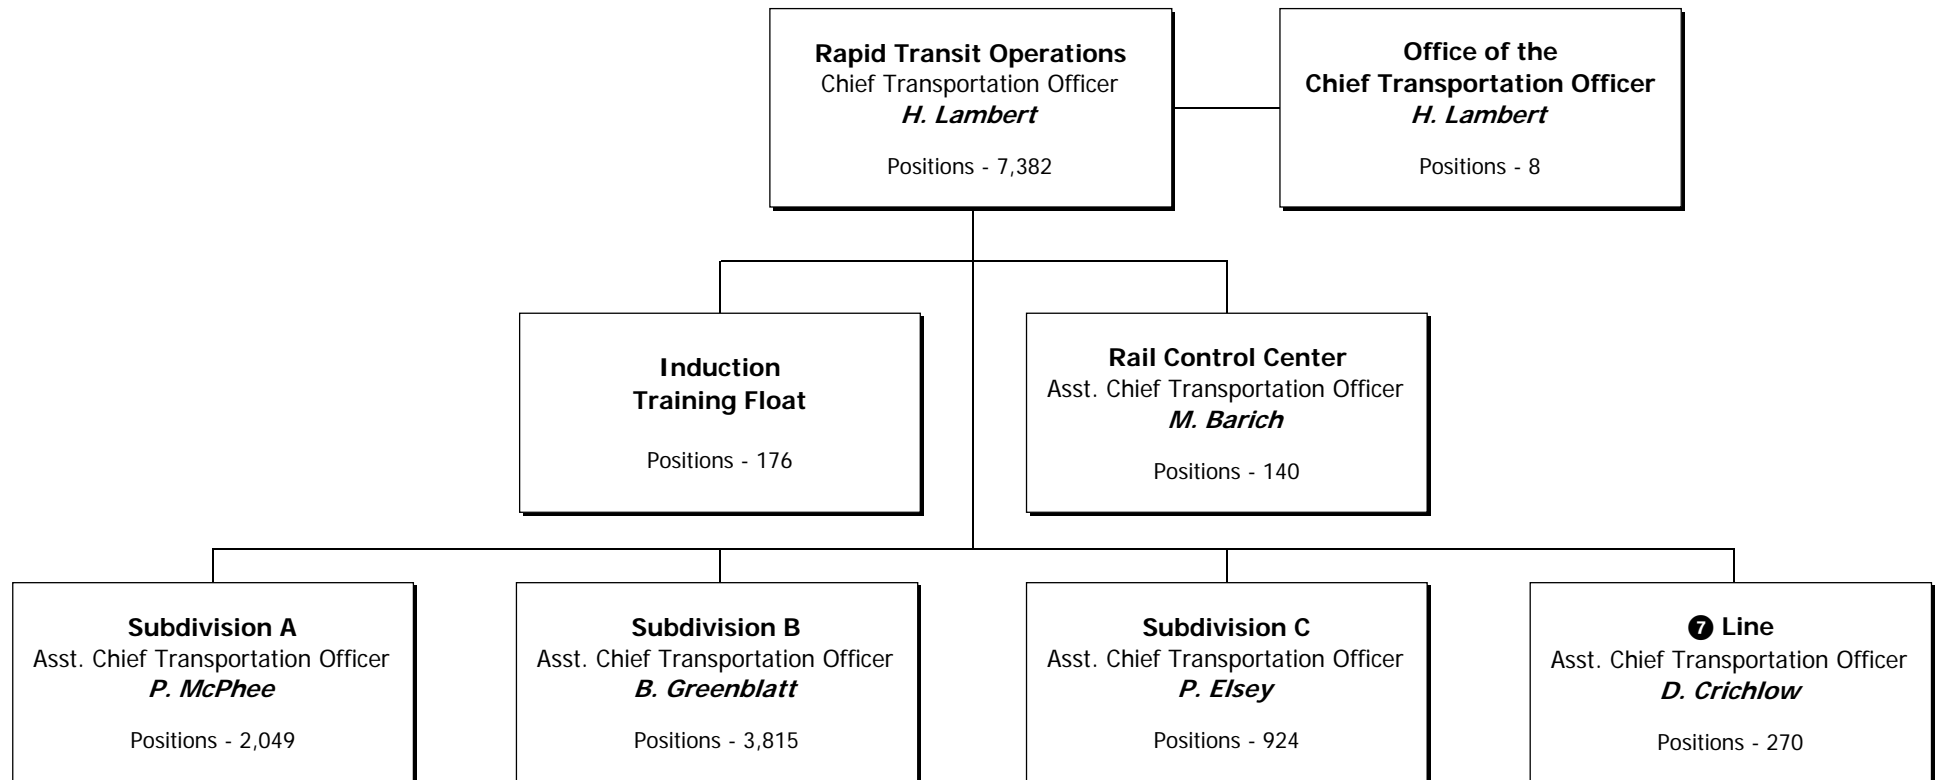 Rapid Transit Operations
Chief Transportation Officer
H. Lambert
Positions - 7,382
Office of the
Chief Transportation Officer
H. Lambert
Positions - 8
Induction
Training Float
Positions - 176
Rail Control Center
Asst. Chief Transportation Officer
M. Barich
Positions - 140
Subdivision A
Asst. Chief Transportation Officer
P. McPhee
Positions - 2,049
Subdivision B
Asst. Chief Transportation Officer
B. Greenblatt
Positions - 3,815
Subdivision C
Asst. Chief Transportation Officer
P. Elsey
Positions - 924
❼ Line
Asst. Chief Transportation Officer
D. Crichlow
Positions - 270